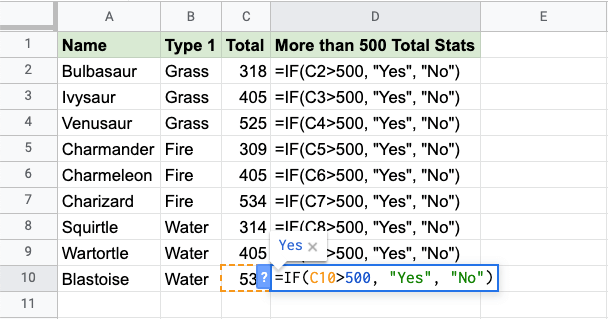 A B C D E
1 Name Type 1 Total More than 500 Total Stats
2 Bulbasaur Grass 318 =IF(C2>500, "Yes", "No")
3 Ivysaur Grass 405 =IF(C3>500, "Yes", "No")
4 Venusaur Grass 525 =IF(C4>500, "Yes", "No")
5 Charmander Fire 309 =IF(C5>500, "Yes", "No")
6 Charmeleon Fire 405 =IF(C6>500, "Yes", "No")
7 Charizard Fire 534 =IF(C7>500, "Yes", "No")
8 Squirtle Water 314 =IF(C8>500, "Yes", "No")
Yes ×
9 Wartortle Water 405 >500, "Yes", "No")
10 Blastoise Water 53 ? =IF(C10>500, "Yes", "No")
11